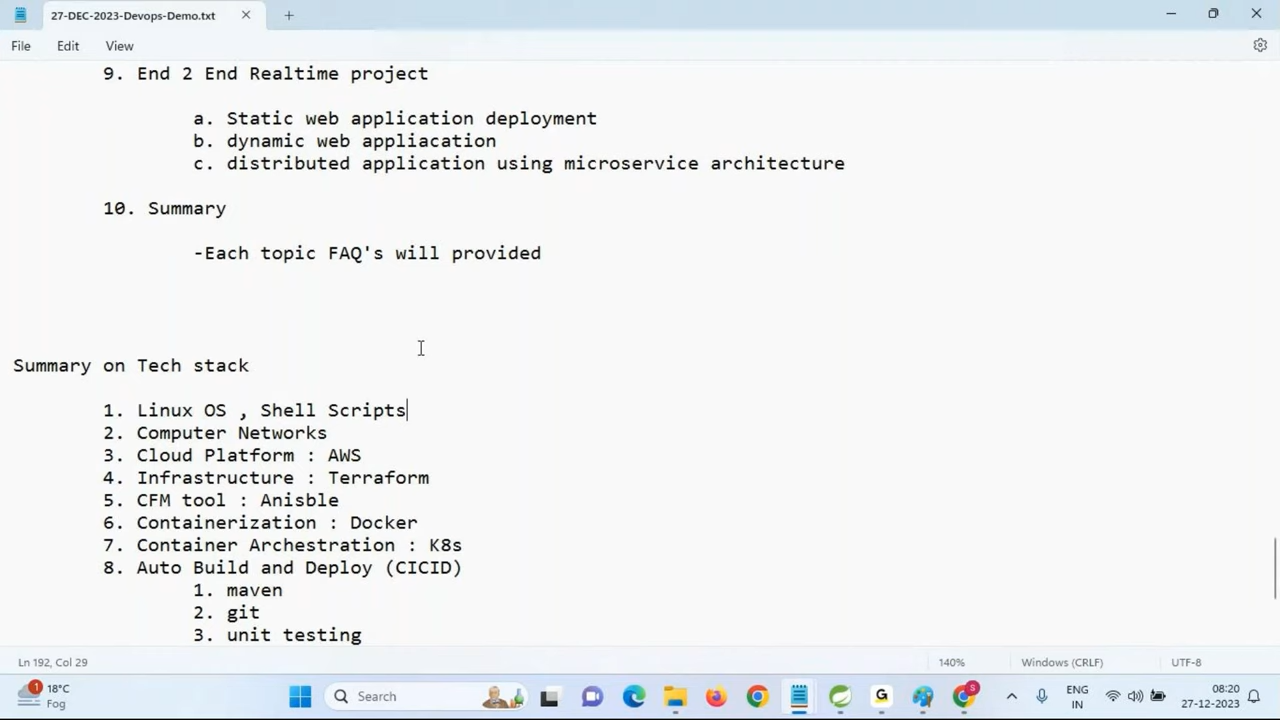 27-DEC-2023-Devops-Demo.txt
File Edit View
9. End 2 End Realtime project
a. Static web application deployment
b. dynamic web appliacation
c. distributed application using microservice architecture
10. Summary
-Each topic FAQ's will provided
Summary on Tech stack
1. Linux OS , Shell Scripts
2. Computer Networks
3. Cloud Platform : AWS
4. Infrastructure : Terraform
5. CFM tool : Anisble
6. Containerization : Docker
7. Container Archestration : K8s
8. Auto Build and Deploy (CICID)
1. maven
2. git
3. unit testing
Ln 192, Col 29 140% Windows (CRLF) UTF-8
1 18°C Search G S ENG 08:20
Fog IN 27-12-2023